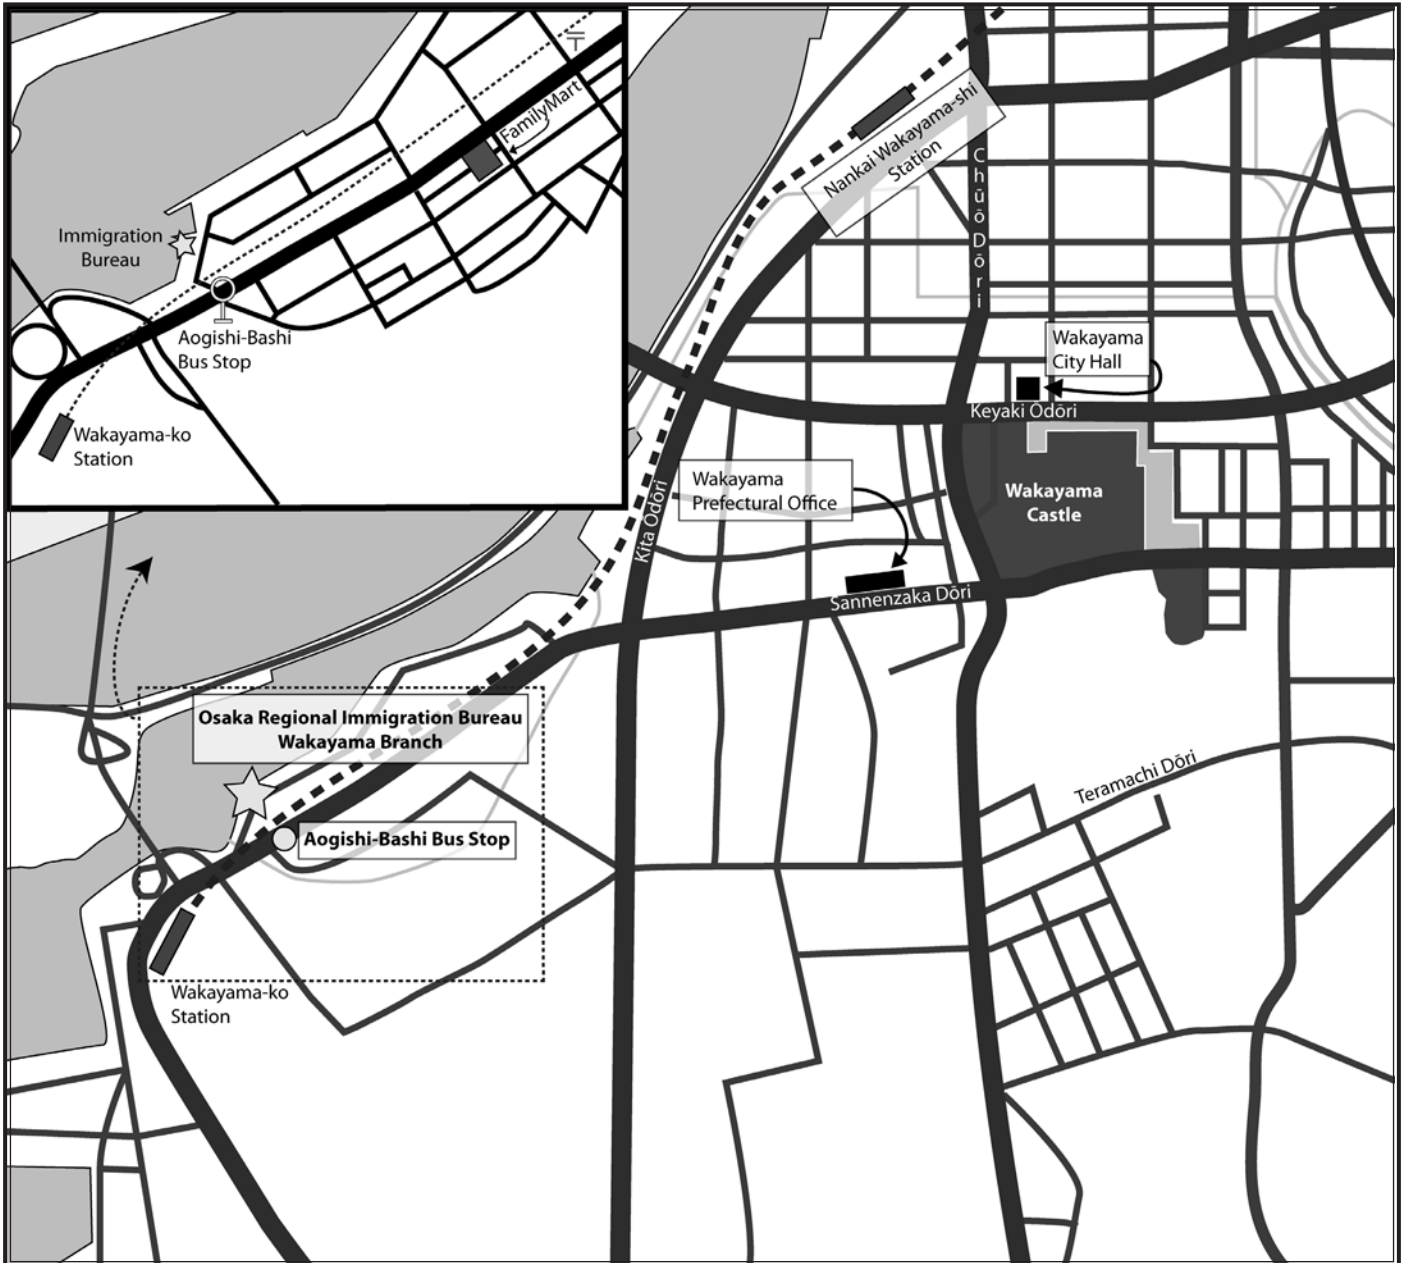 〒
FamilyMart
Immigration
Bureau
Aogishi-Bashi
Bus Stop
Wakayama-ko
Station
Nankai Wakayama-shi
Station
Chūō Dōri
Wakayama
City Hall
Keyaki Ōdōri
Wakayama
Prefectural Office
Wakayama
Castle
Kita Ōdōri
Sannenzaka Dōri
Osaka Regional Immigration Bureau
Wakayama Branch
Aogishi-Bashi Bus Stop
Teramachi Dōri
Wakayama-ko
Station